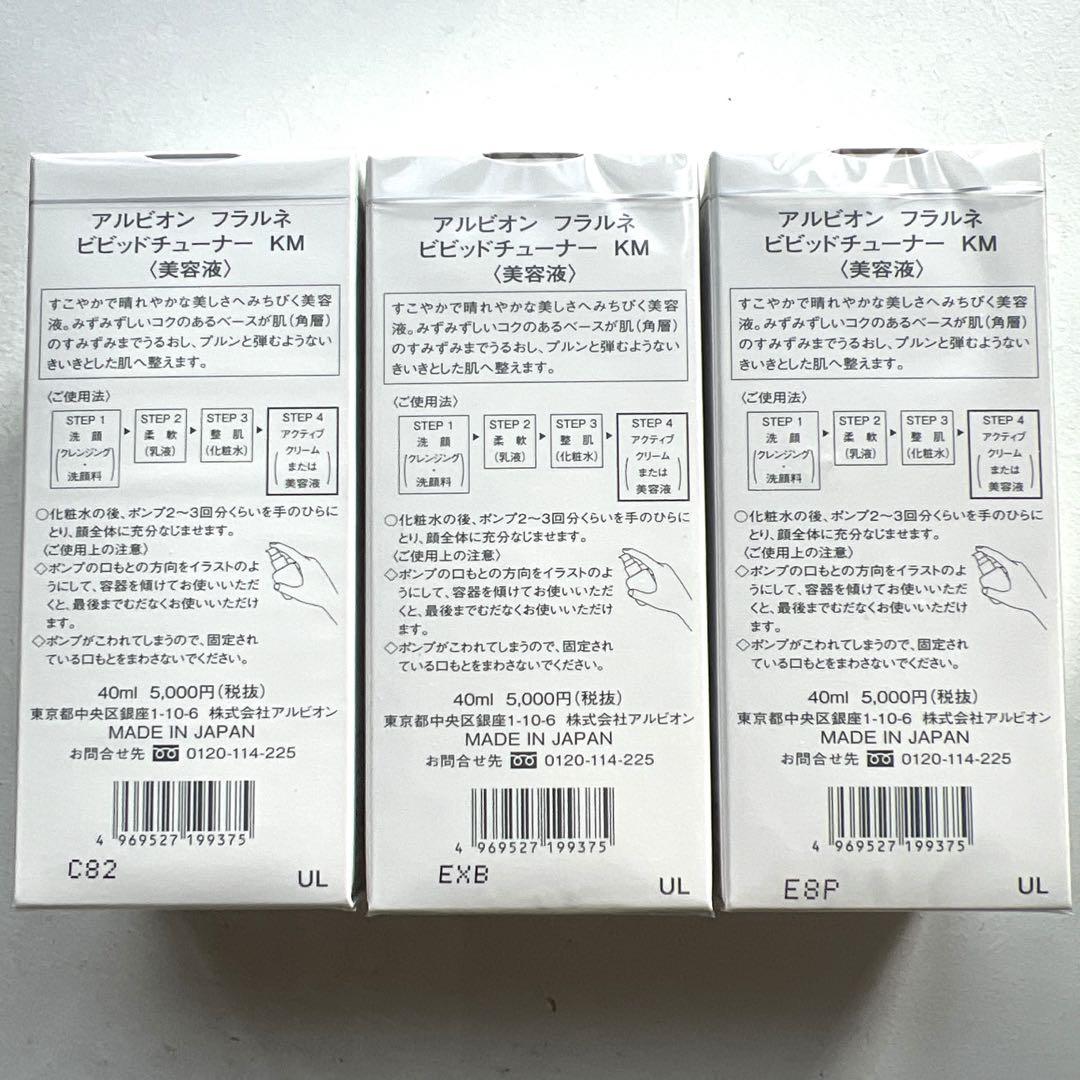 アルビオン フラルネ
ビビッドチューナー KM
〈美容液〉
すこやかで晴れやかな美しさへみちびく美容
液。みずみずしいコクのあるベースが肌（角層）
のすみずみまでうるおし、プルンと弾むようない
きいきとした肌へ整えます。
〈ご使用法〉
STEP 1 STEP 2 STEP 3 STEP 4
洗顔 柔軟 整肌 アクティブ
（クレンジング・洗顔料） （乳液） （化粧水） （クリームまたは美容液）
○化粧水の後、ポンプ2〜3回分くらいを手のひらに
とり、顔全体に充分なじませます。
〈ご使用上の注意〉
◇ポンプの口もとの方向をイラストのよ
うにして、容器を傾けてお使いいただ
くと、最後までむだなくお使いいただけ
ます。
◇ポンプがこわれてしまうので、固定され
ている口もとをまわさないでください。
40ml 5,000円（税抜）
東京都中央区銀座1-10-6 株式会社アルビオン
MADE IN JAPAN
お問合せ先 0120-114-225
4 969527 199375
C82
UL
アルビオン フラルネ
ビビッドチューナー KM
〈美容液〉
すこやかで晴れやかな美しさへみちびく美容
液。みずみずしいコクのあるベースが肌（角層）
のすみずみまでうるおし、プルンと弾むようない
きいきとした肌へ整えます。
〈ご使用法〉
STEP 1 STEP 2 STEP 3 STEP 4
洗顔 柔軟 整肌 アクティブ
（クレンジング・洗顔料） （乳液） （化粧水） （クリームまたは美容液）
○化粧水の後、ポンプ2〜3回分くらいを手のひらに
とり、顔全体に充分なじませます。
〈ご使用上の注意〉
◇ポンプの口もとの方向をイラストのよ
うにして、容器を傾けてお使いいただ
くと、最後までむだなくお使いいただけ
ます。
◇ポンプがこわれてしまうので、固定され
ている口もとをまわさないでください。
40ml 5,000円（税抜）
東京都中央区銀座1-10-6 株式会社アルビオン
MADE IN JAPAN
お問合せ先 0120-114-225
4 969527 199375
EXB
UL
アルビオン フラルネ
ビビッドチューナー KM
〈美容液〉
すこやかで晴れやかな美しさへみちびく美容
液。みずみずしいコクのあるベースが肌（角層）
のすみずみまでうるおし、プルンと弾むようない
きいきとした肌へ整えます。
〈ご使用法〉
STEP 1 STEP 2 STEP 3 STEP 4
洗顔 柔軟 整肌 アクティブ
（クレンジング・洗顔料） （乳液） （化粧水） （クリームまたは美容液）
○化粧水の後、ポンプ2〜3回分くらいを手のひらに
とり、顔全体に充分なじませます。
〈ご使用上の注意〉
◇ポンプの口もとの方向をイラストのよ
うにして、容器を傾けてお使いいただ
くと、最後までむだなくお使いいただけ
ます。
◇ポンプがこわれてしまうので、固定され
ている口もとをまわさないでください。
40ml 5,000円（税抜）
東京都中央区銀座1-10-6 株式会社アルビオン
MADE IN JAPAN
お問合せ先 0120-114-225
4 969527 199375
E8P
UL